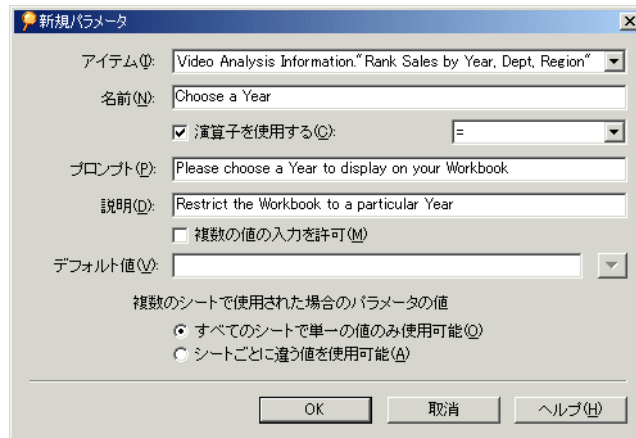 新規パラメータ
アイテム(I): Video Analysis Information."Rank Sales by Year, Dept, Region"
名前(N): Choose a Year
演算子を使用する(C): =
プロンプト(P): Please choose a Year to display on your Workbook
説明(D): Restrict the Workbook to a particular Year
複数の値の入力を許可(M)
デフォルト値(V):
複数のシートで使用された場合のパラメータの値
すべてのシートで単一の値のみ使用可能(O)
シートごとに違う値を使用可能(A)
OK 取消 ヘルプ(H)